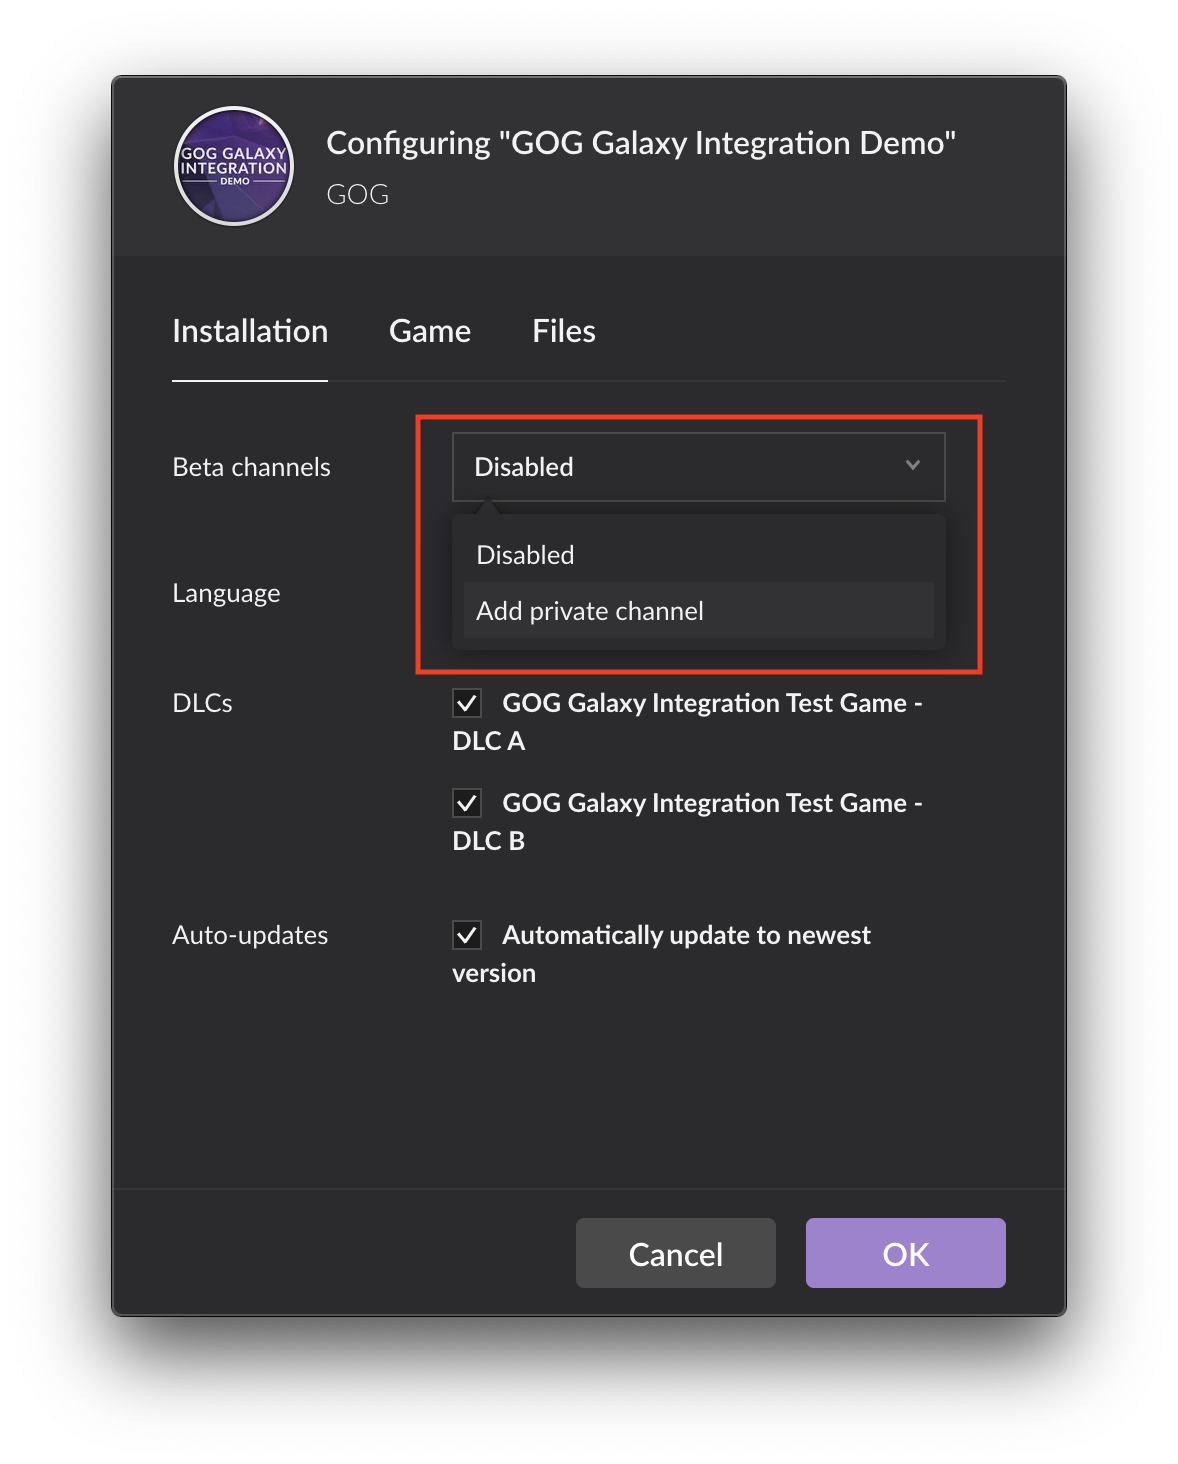 GOG GALAXY
INTEGRATION
DEMO
Configuring "GOG Galaxy Integration Demo"
GOG
Installation
Game
Files
Beta channels
Disabled
Disabled
Add private channel
Language
DLCs
GOG Galaxy Integration Test Game -
DLC A
GOG Galaxy Integration Test Game -
DLC B
Auto-updates
Automatically update to newest
version
Cancel
OK